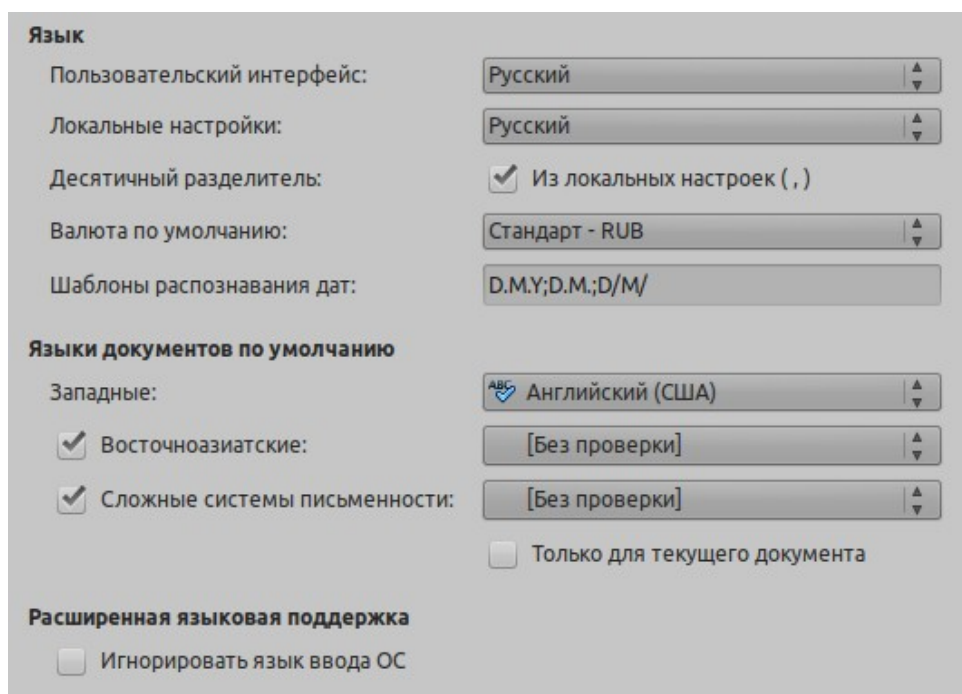 Язык
Пользовательский интерфейс: Русский
Локальные настройки: Русский
Десятичный разделитель: Из локальных настроек ( , )
Валюта по умолчанию: Стандарт - RUB
Шаблоны распознавания дат: D.M.Y;D.M.;D/M/
Языки документов по умолчанию
Западные: ABC Английский (США)
Восточноазиатские: [Без проверки]
Сложные системы письменности: [Без проверки]
Только для текущего документа
Расширенная языковая поддержка
Игнорировать язык ввода ОС